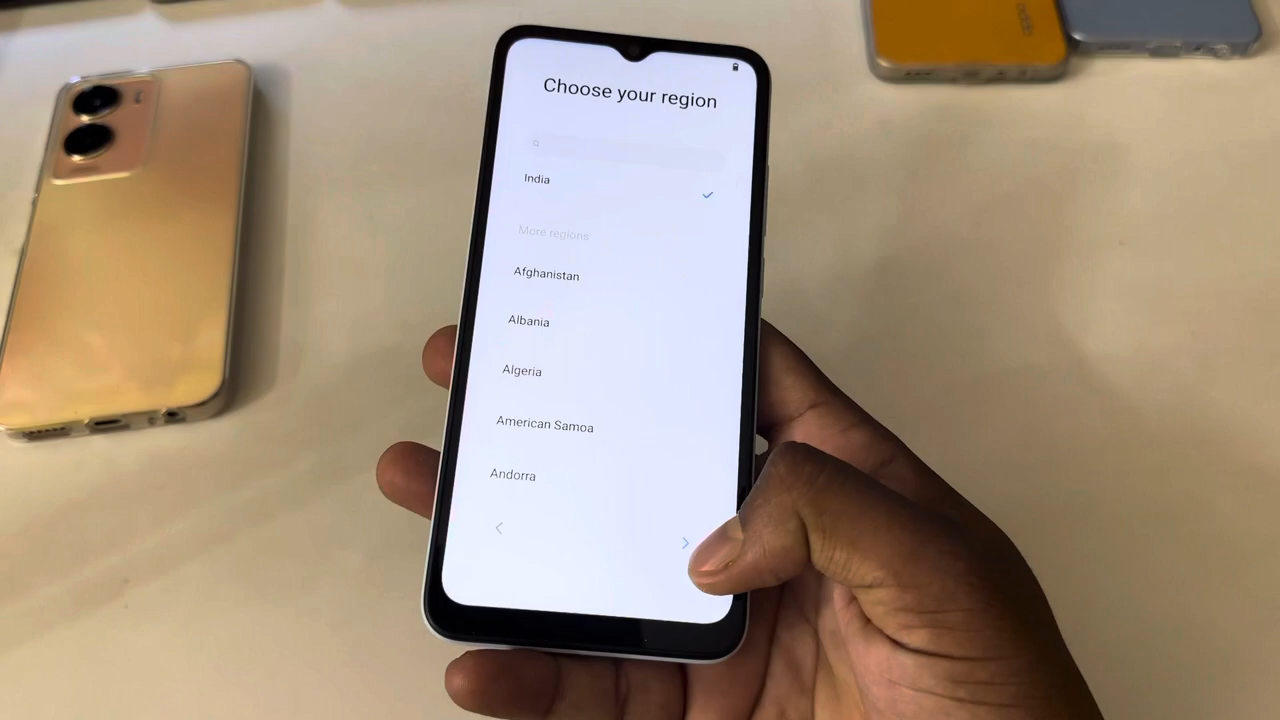 Choose your region
India
More regions
Afghanistan
Albania
Algeria
American Samoa
Andorra